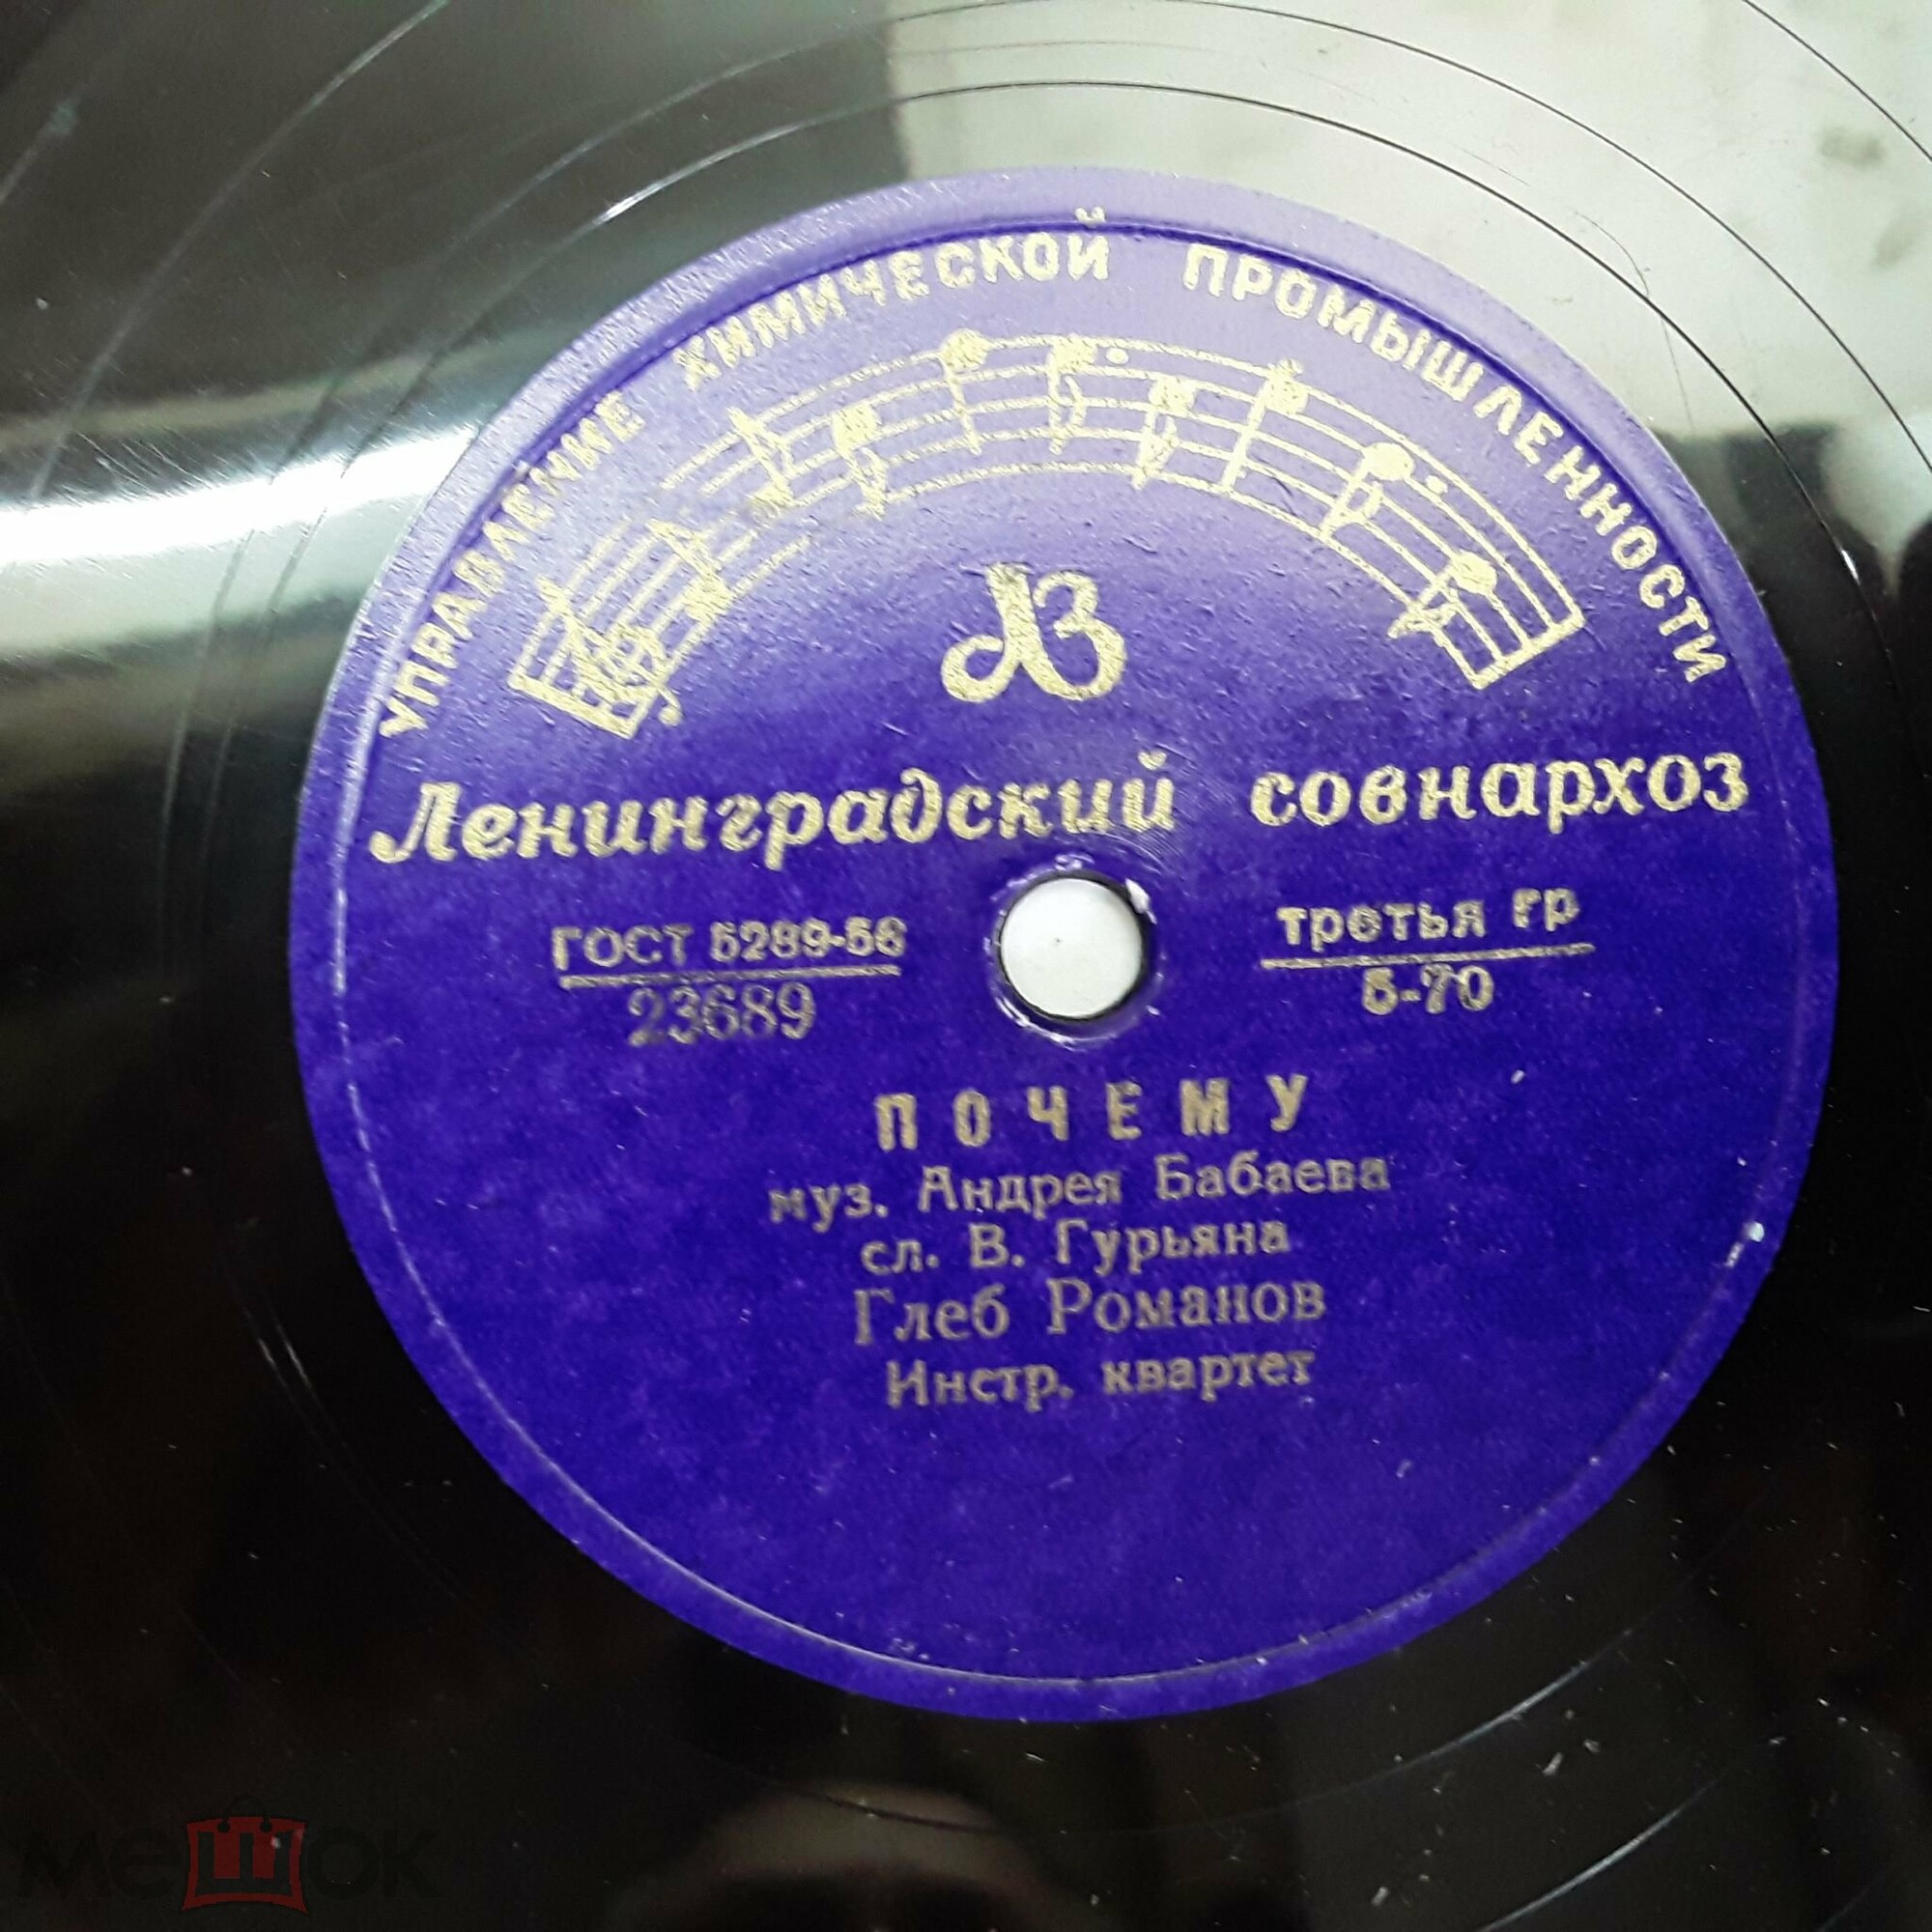 УПРАВЛЕНИЕ ХИМИЧЕСКОЙ ПРОМЫШЛЕННОСТИ
ЛЗ
Ленинградский совнархоз
ГОСТ 5289-56
23689
третья гр
5-70
ПОЧЕМУ
муз. Андрея Бабаева
сл. В. Гурьяна
Глеб Романов
Инстр. квартет
мешок